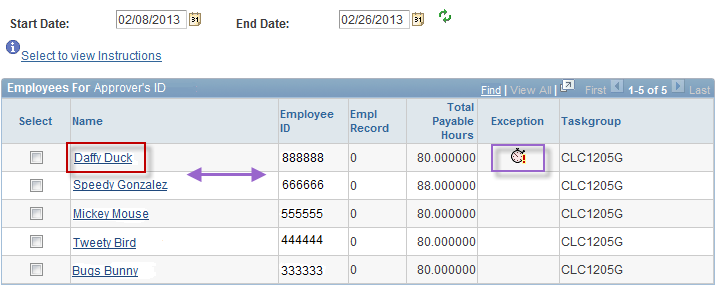 Start Date: 02/08/2013 31 End Date: 02/26/2013 31
Select to view Instructions
Employees For Approver's ID Find | View All | First 1-5 of 5 Last
Select Name Employee ID Empl Record Total Payable Hours Exception Taskgroup
Daffy Duck 888888 0 80.000000 CLC1205G
Speedy Gonzalez 666666 0 88.000000 CLC1205G
Mickey Mouse 555555 0 80.000000 CLC1205G
Tweety Bird 444444 0 80.000000 CLC1205G
Bugs Bunny 333333 0 80.000000 CLC1205G